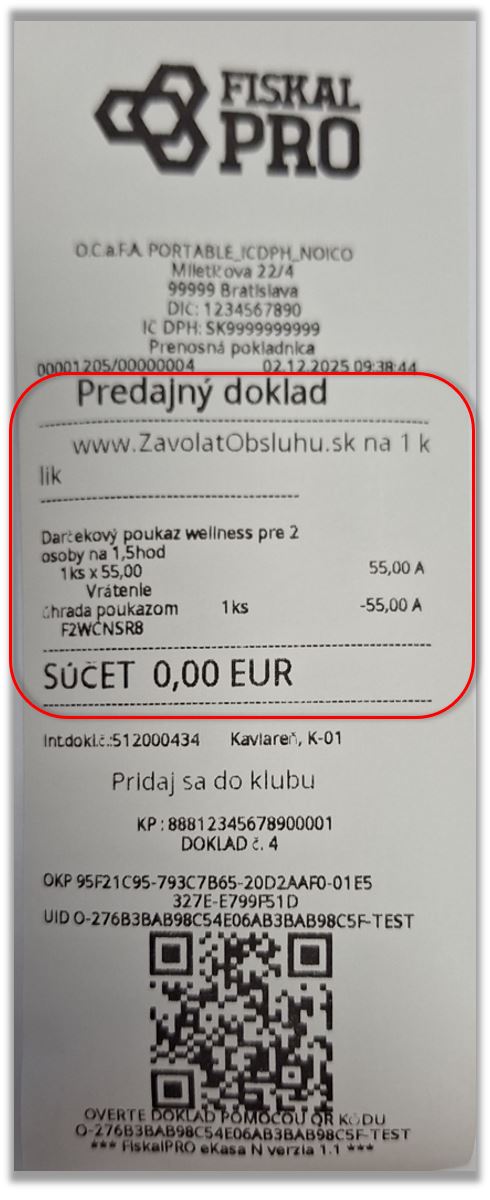 FISKAL
PRO
O.C.a.F.A. PORTABLE_ICDPH_NOICO
Miletičova 22/4
99999 Bratislava
DIČ: 1234567890
IČ DPH: SK9999999999
Prenosná pokladnica
00001205/00000004 02.12.2025 09:38:44
Predajný doklad
www.ZavolatObsluhu.sk na 1 k
lik
Darčekový poukaz wellness pre 2
osoby na 1,5hod
1ks x 55,00 55,00 A
Vrátenie
úhrada poukazom 1ks -55,00 A
F2WCNSR8
SÚČET 0,00 EUR
Int.dokl.č.:512000434 Kaviareň, K-01
Pridaj sa do klubu
KP : 88812345678900001
DOKLAD č. 4
OKP 95F21C95-793C7B65-20D2AAF0-01E5
327E-E799F51D
UID O-276B3BAB98C54E06AB3BAB98C5F-TEST
OVERTE DOKLAD POMOCOU QR KÓDU
O-276B3BAB98C54E06AB3BAB98C5F-TEST
*** FiskalPRO eKasa N verzia 1.1 ***